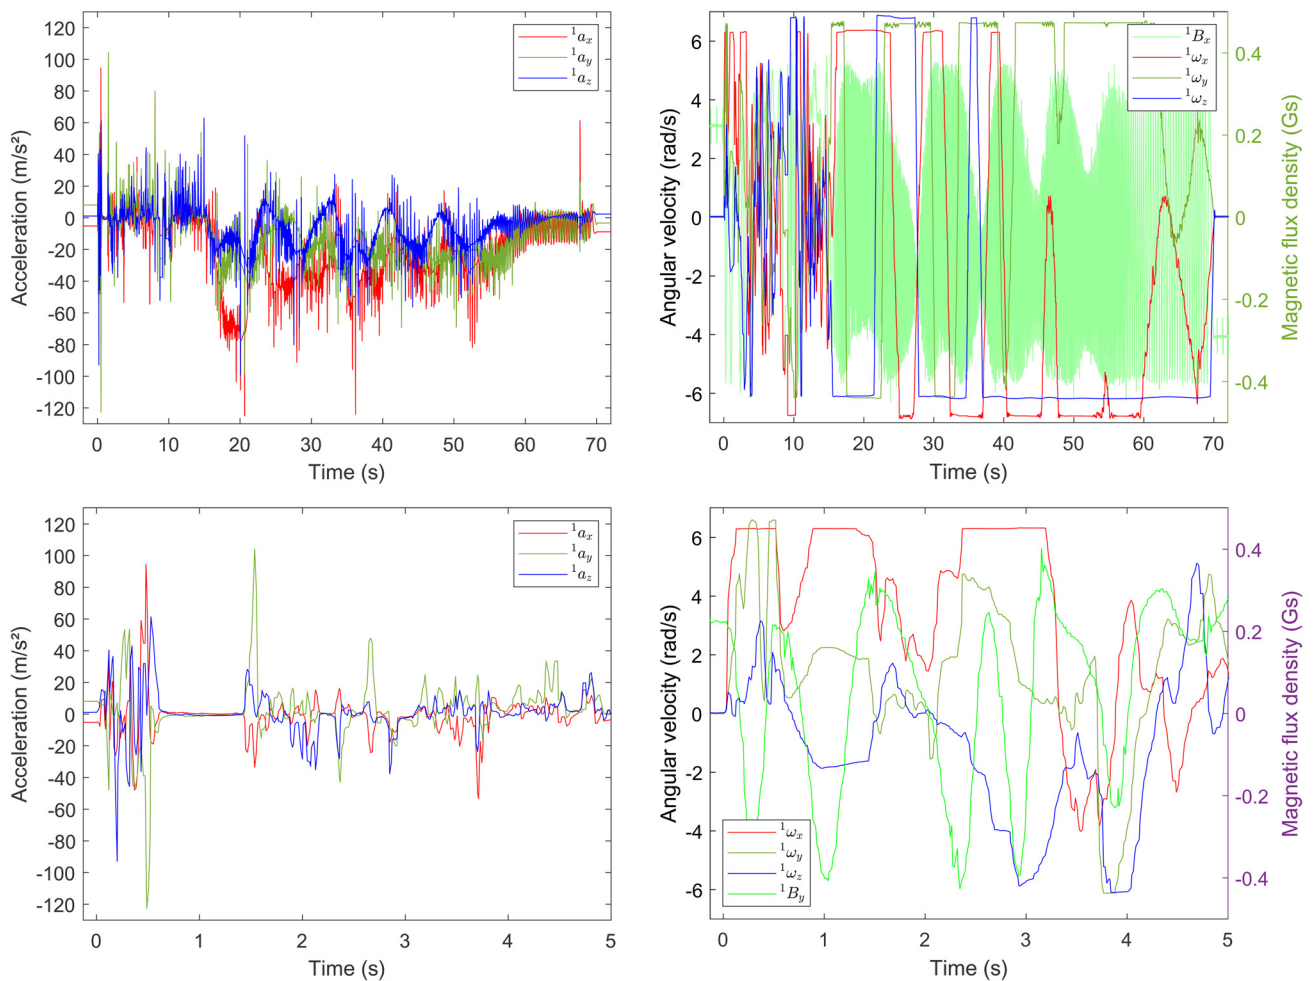 120
100
80
60
40
20
0
-20
-40
-60
-80
-100
-120
Acceleration (m/s²)
0 10 20 30 40 50 60 70
Time (s)
¹aₓ
¹a_y
¹a_z
6
4
2
0
-2
-4
-6
Angular velocity (rad/s)
0 10 20 30 40 50 60 70
Time (s)
0.4
0.2
0
-0.2
-0.4
Magnetic flux density (Gs)
¹Bₓ
¹ωₓ
¹ω_y
¹ω_z
120
100
80
60
40
20
0
-20
-40
-60
-80
-100
-120
Acceleration (m/s²)
0 1 2 3 4 5
Time (s)
¹aₓ
¹a_y
¹a_z
6
4
2
0
-2
-4
-6
Angular velocity (rad/s)
0 1 2 3 4 5
Time (s)
0.4
0.2
0
-0.2
-0.4
Magnetic flux density (Gs)
¹ωₓ
¹ω_y
¹ω_z
¹B_y